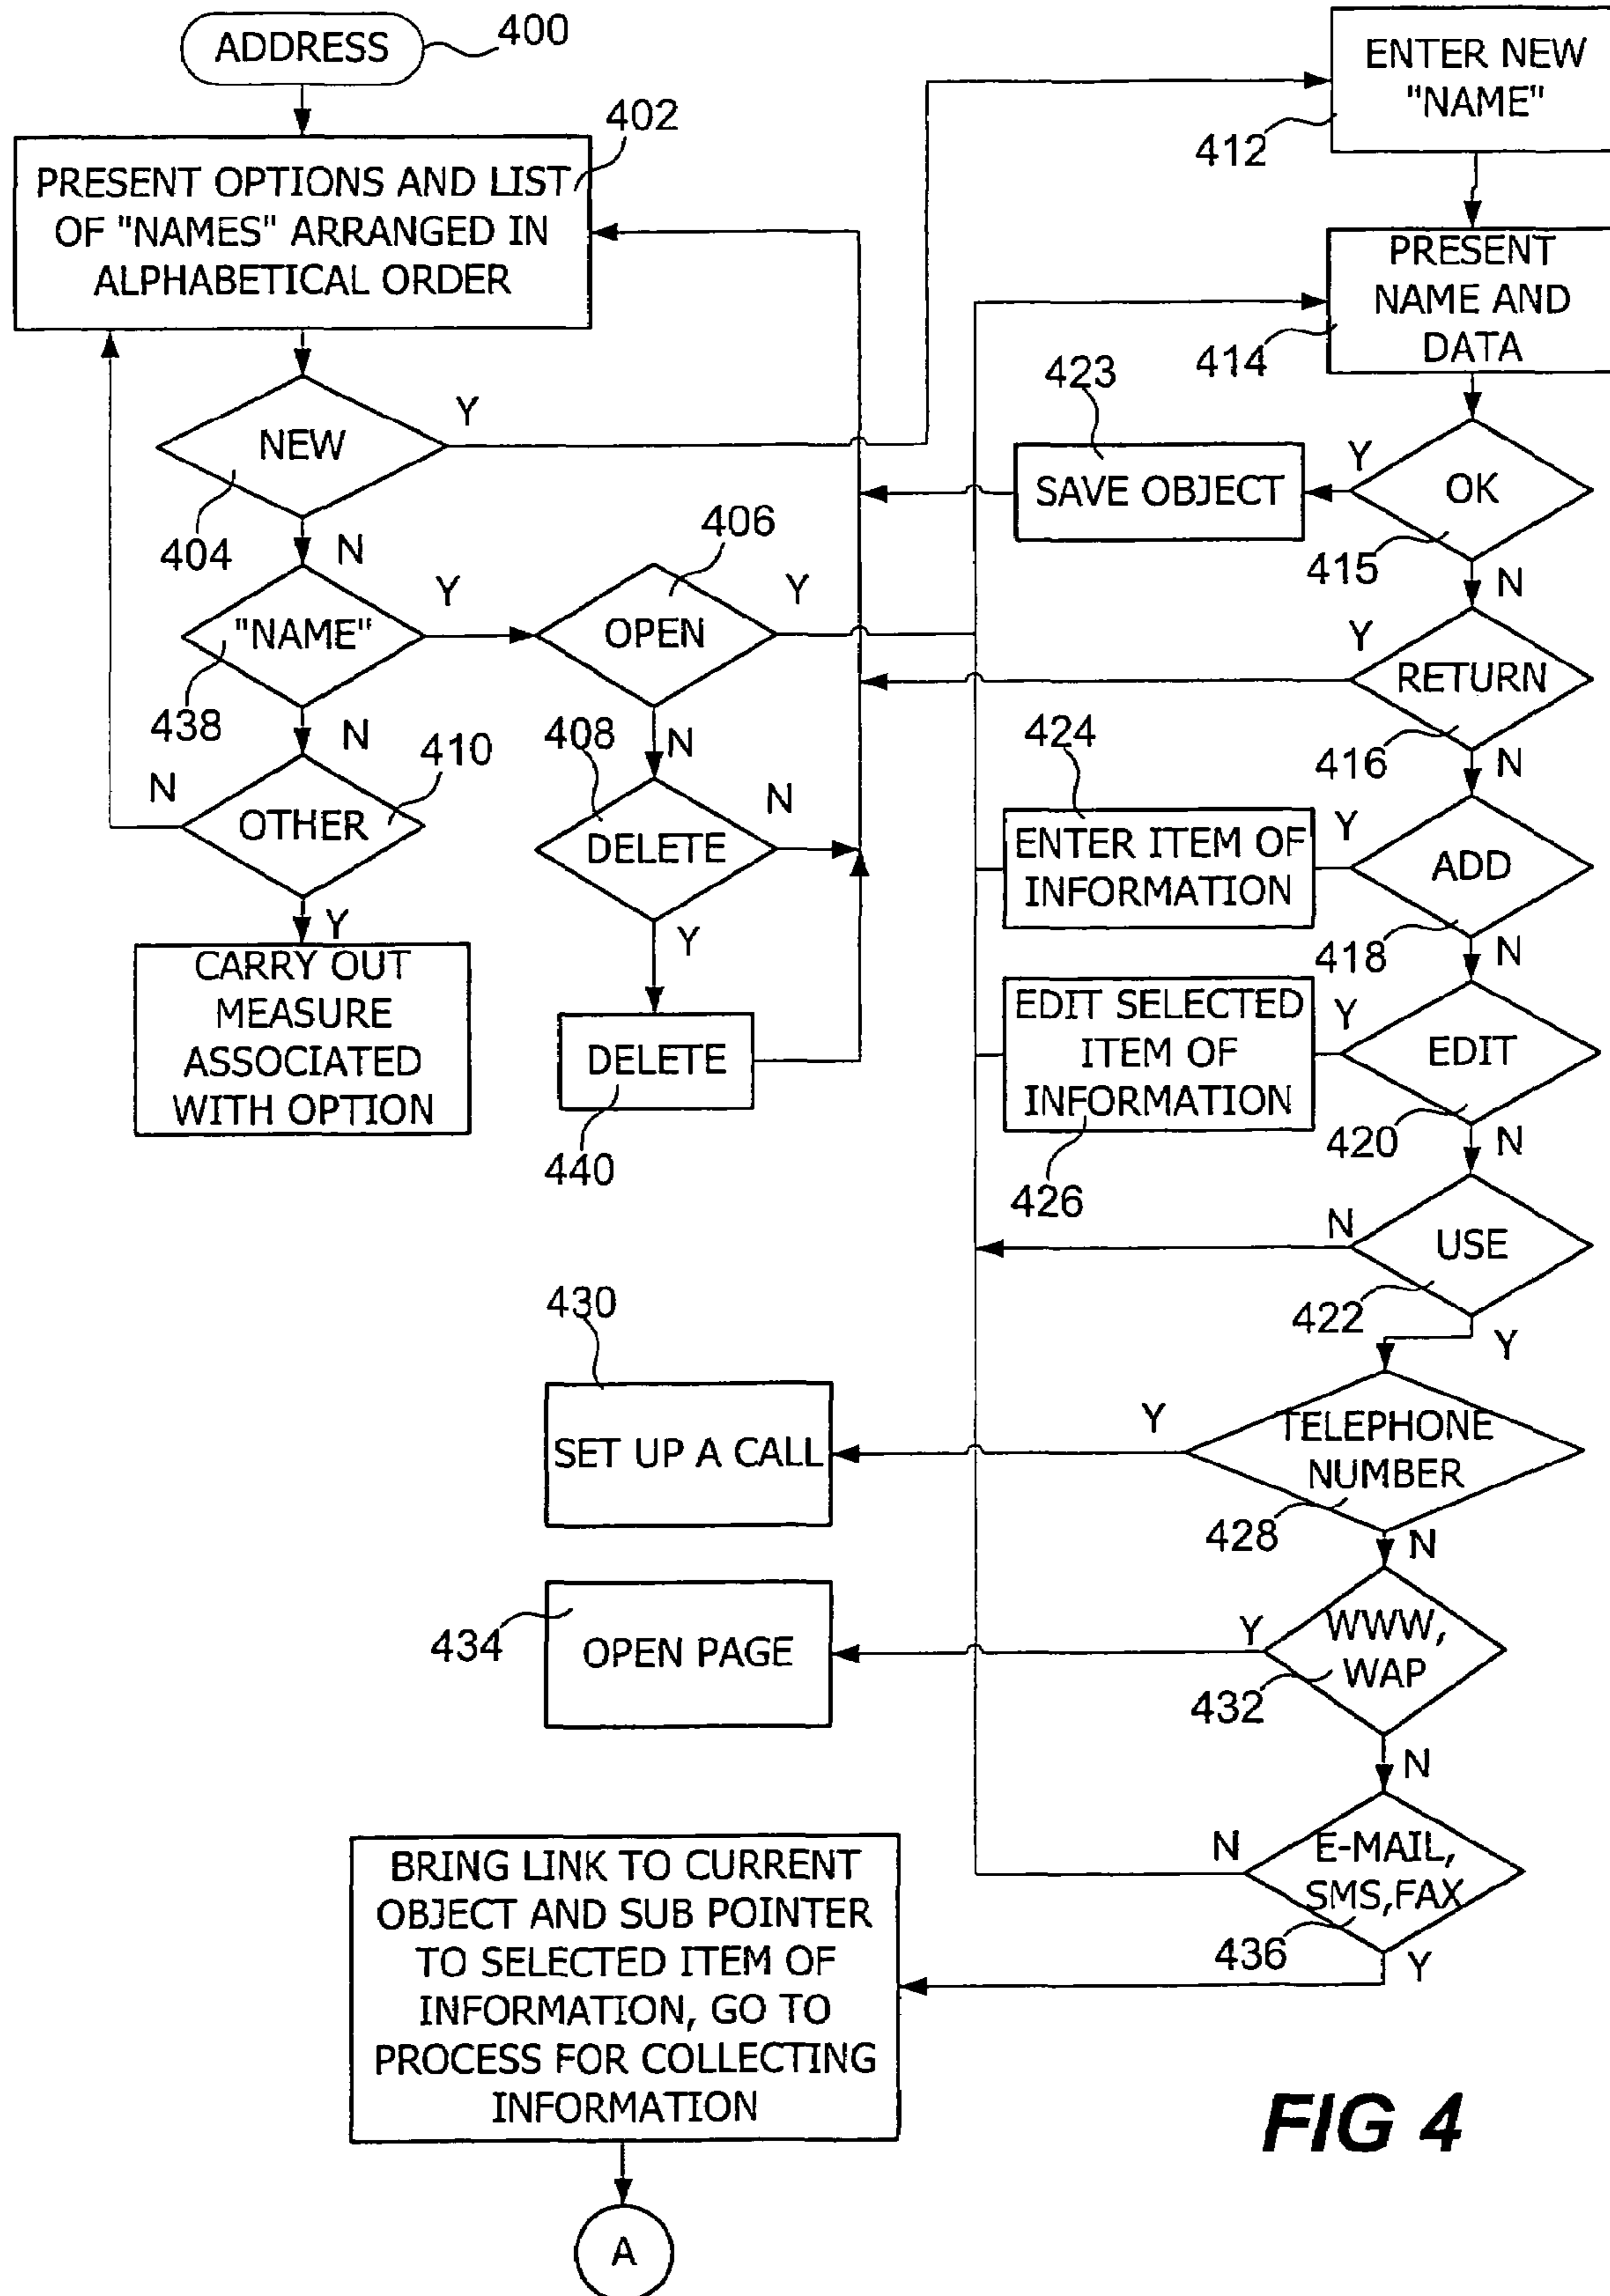 ADDRESS
400
402
PRESENT OPTIONS AND LIST
OF "NAMES" ARRANGED IN
ALPHABETICAL ORDER
NEW
Y
404
N
"NAME"
Y
438
N
OTHER
410
N
Y
CARRY OUT
MEASURE
ASSOCIATED
WITH OPTION
406
OPEN
Y
N
408
DELETE
N
Y
DELETE
440
ENTER NEW
"NAME"
412
PRESENT
NAME AND
DATA
414
423
SAVE OBJECT
Y
OK
415
N
Y
RETURN
416
N
424
ENTER ITEM OF
INFORMATION
Y
ADD
418
N
EDIT SELECTED
ITEM OF
INFORMATION
426
Y
EDIT
420
N
N
USE
422
Y
430
SET UP A CALL
Y
TELEPHONE
NUMBER
428
N
434
OPEN PAGE
Y
WWW,
WAP
432
N
N
E-MAIL,
SMS,FAX
436
Y
BRING LINK TO CURRENT
OBJECT AND SUB POINTER
TO SELECTED ITEM OF
INFORMATION, GO TO
PROCESS FOR COLLECTING
INFORMATION
A
FIG 4